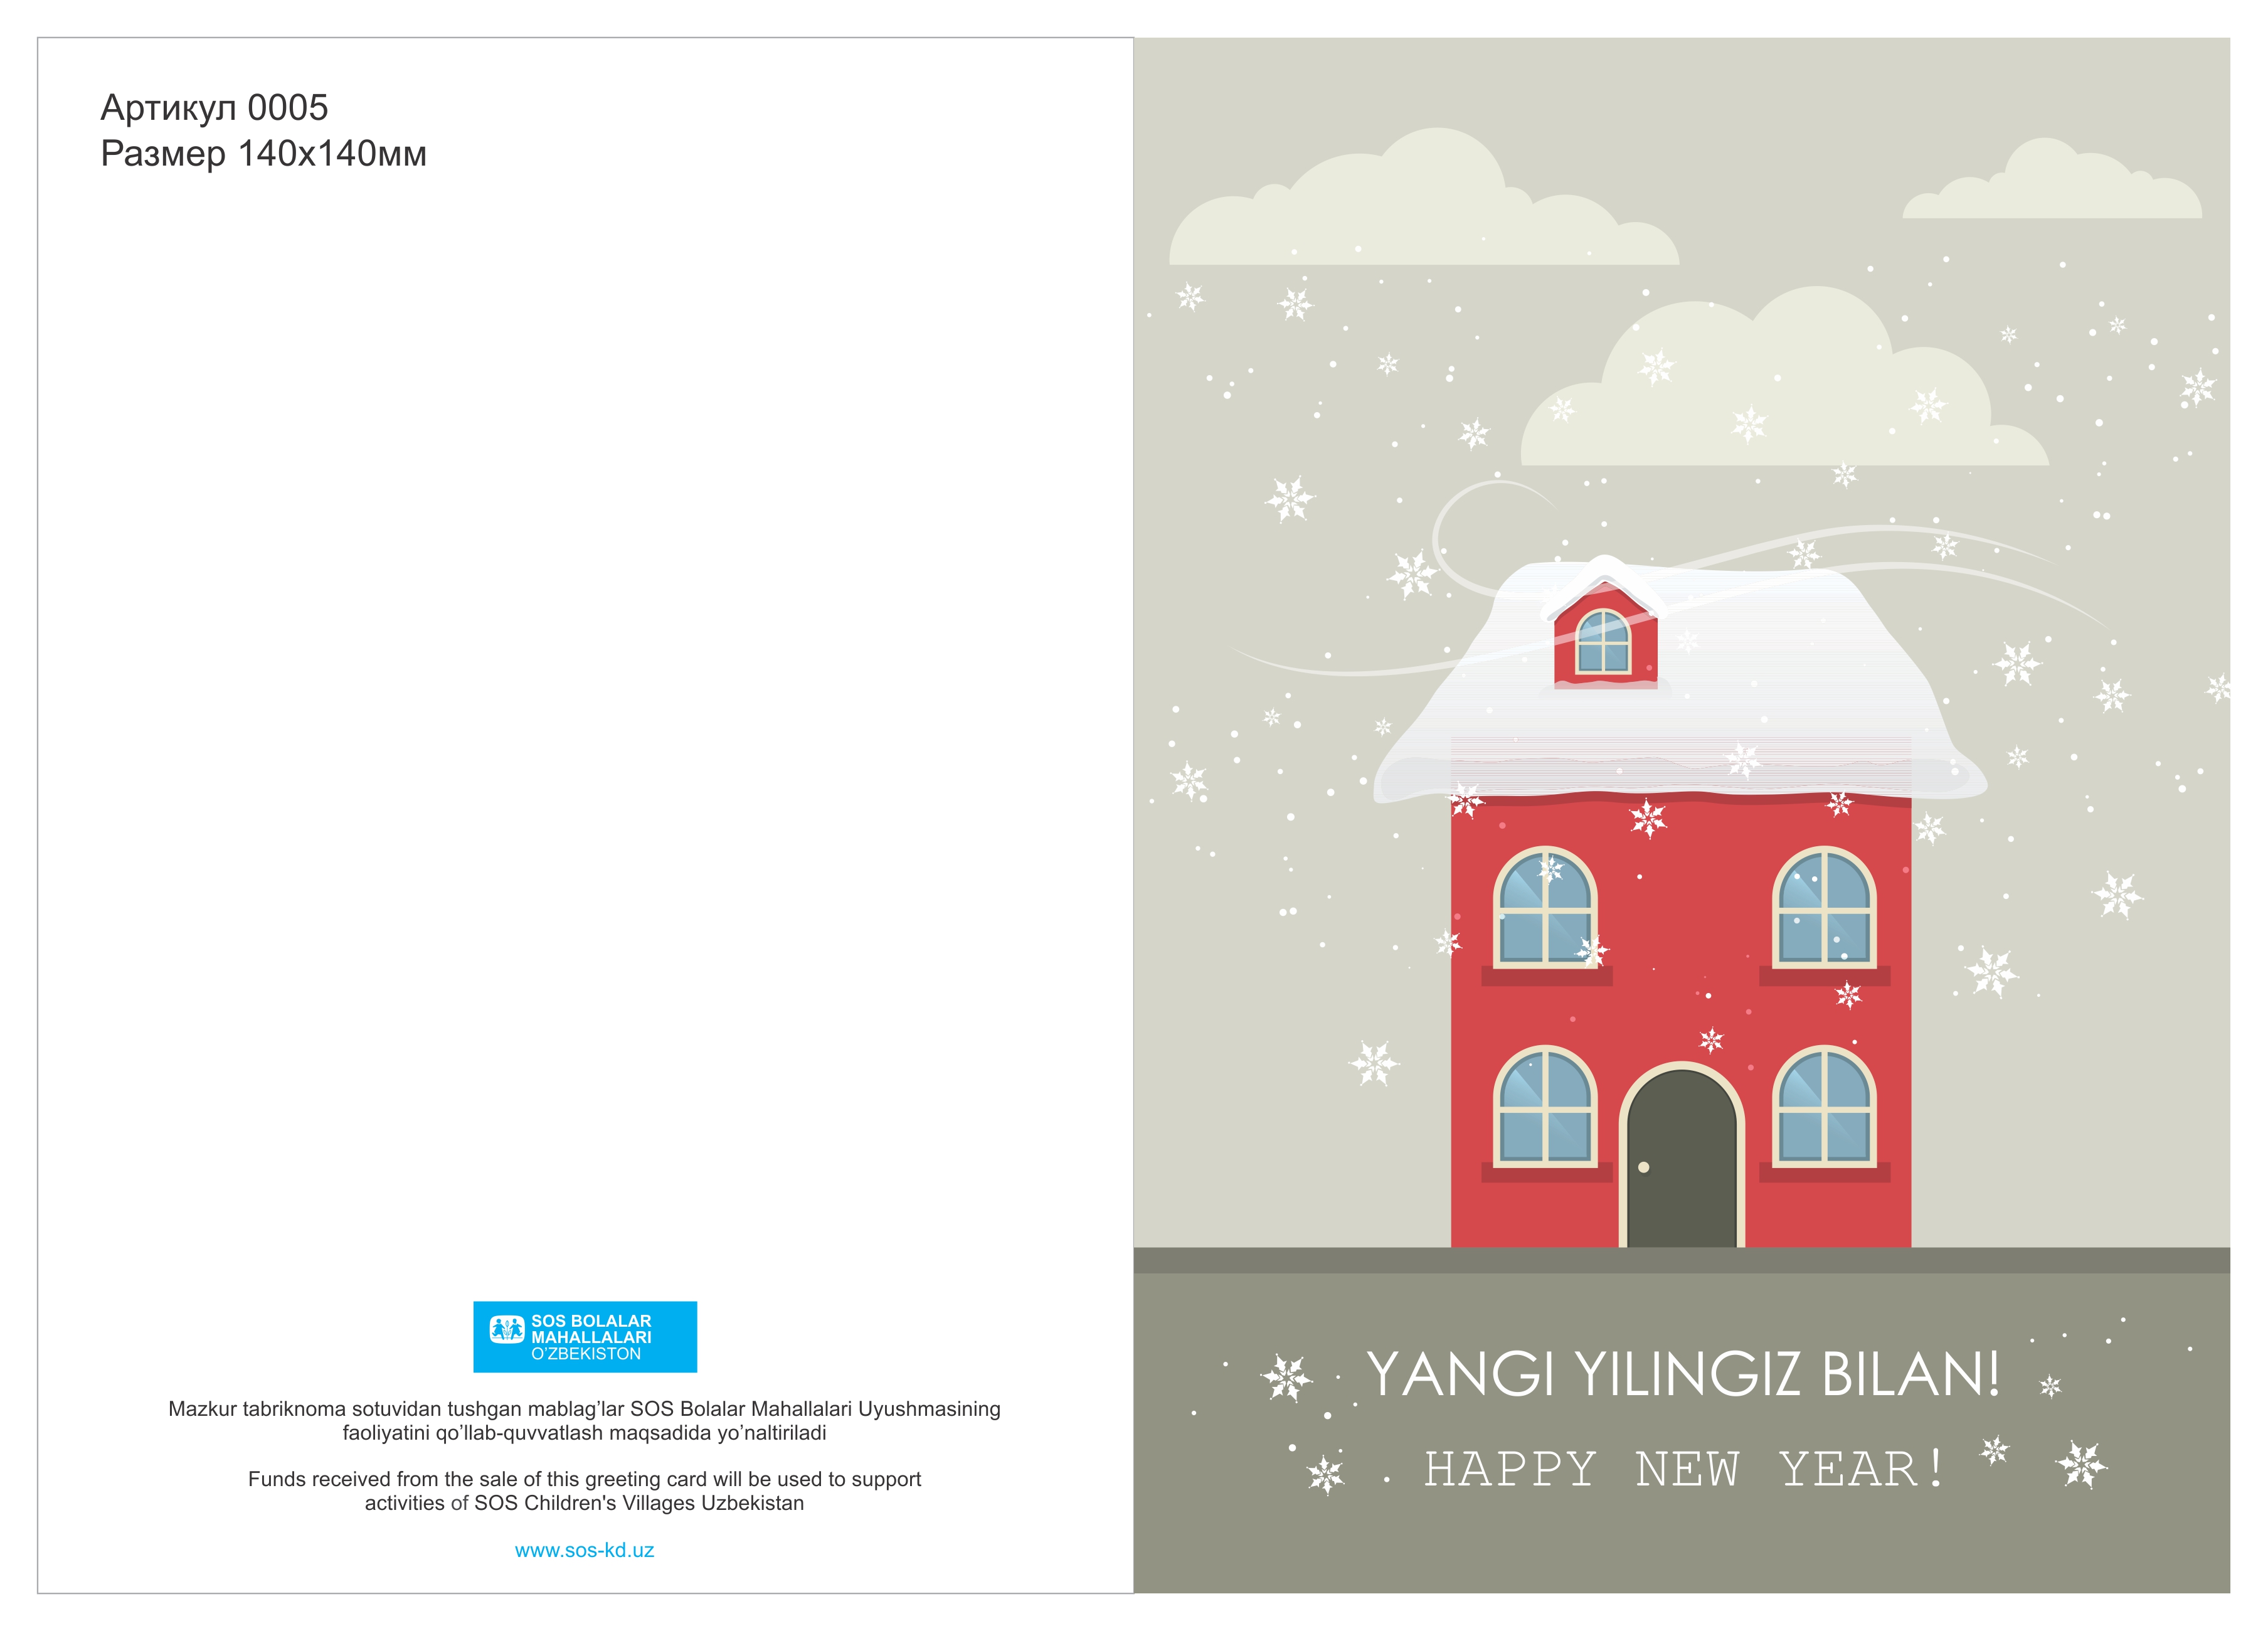 Артикул 0005
Размер 140х140мм
SOS BOLALAR
MAHALLALARI
O'ZBEKISTON
Mazkur tabriknoma sotuvidan tushgan mablag’lar SOS Bolalar Mahallalari Uyushmasining
faoliyatini qo’llab-quvvatlash maqsadida yo’naltiriladi
Funds received from the sale of this greeting card will be used to support
activities of SOS Children's Villages Uzbekistan
www.sos-kd.uz
YANGI YILINGIZ BILAN!
HAPPY NEW YEAR!